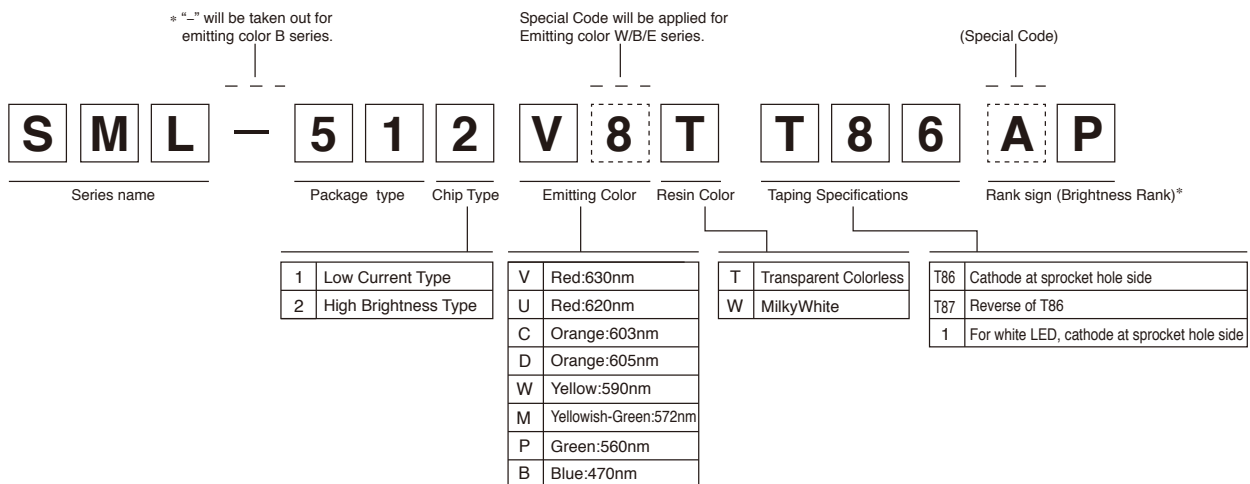 * “–” will be taken out for
emitting color B series.
Special Code will be applied for
Emitting color W/B/E series.
(Special Code)
S M L — 5 1 2 V 8 T T 8 6 A P
Series name
Package type
Chip Type
Emitting Color
Resin Color
Taping Specifications
Rank sign (Brightness Rank)*
1 Low Current Type
2 High Brightness Type
V Red:630nm
U Red:620nm
C Orange:603nm
D Orange:605nm
W Yellow:590nm
M Yellowish-Green:572nm
P Green:560nm
B Blue:470nm
T Transparent Colorless
W MilkyWhite
T86 Cathode at sprocket hole side
T87 Reverse of T86
1 For white LED, cathode at sprocket hole side